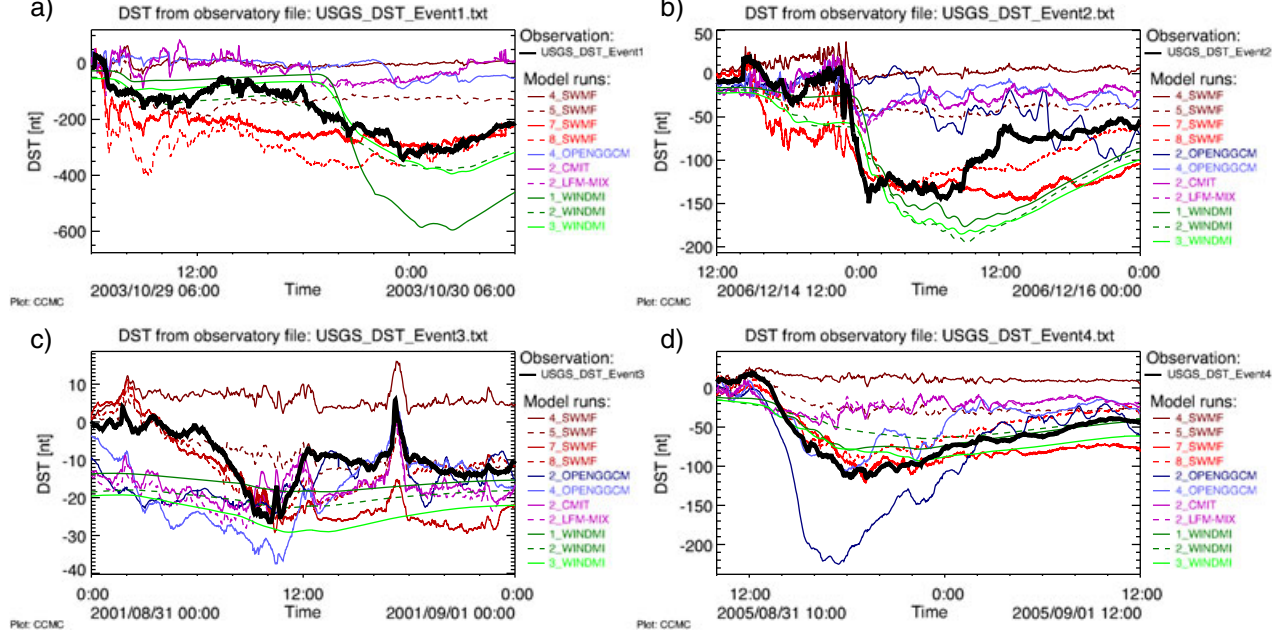 a)
DST from observatory file: USGS_DST_Event1.txt
Observation:
USGS_DST_Event1
Model runs:
4_SWMF
5_SWMF
7_SWMF
8_SWMF
4_OPENGGCM
2_CMIT
2_LFM-MIX
1_WINDMI
2_WINDMI
3_WINDMI
DST [nt]
0
-200
-400
-600
12:00
0:00
2003/10/29 06:00
Time
2003/10/30 06:00
Plot: CCMC
b)
DST from observatory file: USGS_DST_Event2.txt
Observation:
USGS_DST_Event2
Model runs:
4_SWMF
5_SWMF
7_SWMF
8_SWMF
2_OPENGGCM
4_OPENGGCM
2_CMIT
2_LFM-MIX
1_WINDMI
2_WINDMI
3_WINDMI
DST [nt]
50
0
-50
-100
-150
-200
12:00
0:00
12:00
0:00
2006/12/14 12:00
Time
2006/12/16 00:00
Plot: CCMC
c)
DST from observatory file: USGS_DST_Event3.txt
Observation:
USGS_DST_Event3
Model runs:
4_SWMF
5_SWMF
7_SWMF
8_SWMF
2_OPENGGCM
4_OPENGGCM
2_CMIT
2_LFM-MIX
1_WINDMI
2_WINDMI
3_WINDMI
DST [nt]
10
0
-10
-20
-30
-40
0:00
12:00
0:00
2001/08/31 00:00
Time
2001/09/01 00:00
Plot: CCMC
d)
DST from observatory file: USGS_DST_Event4.txt
Observation:
USGS_DST_Event4
Model runs:
4_SWMF
5_SWMF
7_SWMF
8_SWMF
2_OPENGGCM
4_OPENGGCM
2_CMIT
2_LFM-MIX
1_WINDMI
2_WINDMI
3_WINDMI
DST [nt]
0
-50
-100
-150
-200
12:00
0:00
12:00
2005/08/31 10:00
Time
2005/09/01 12:00
Plot: CCMC